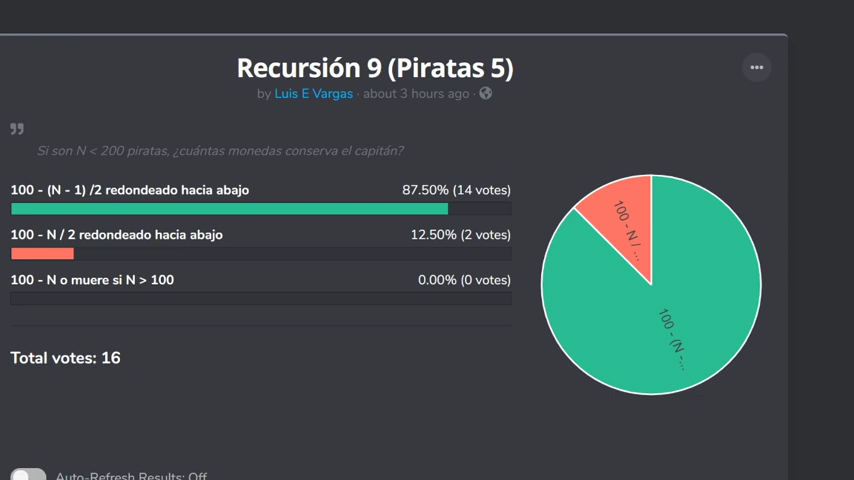 Recursión 9 (Piratas 5)
by Luis E Vargas · about 3 hours ago ·
Si son N < 200 piratas, ¿cuántas monedas conserva el capitán?
100 - (N - 1) /2 redondeado hacia abajo 87.50% (14 votes)
100 - N / 2 redondeado hacia abajo 12.50% (2 votes)
100 - N o muere si N > 100 0.00% (0 votes)
100 - N / ...
100 - (N -...
Total votes: 16
Auto-Refresh Results: Off